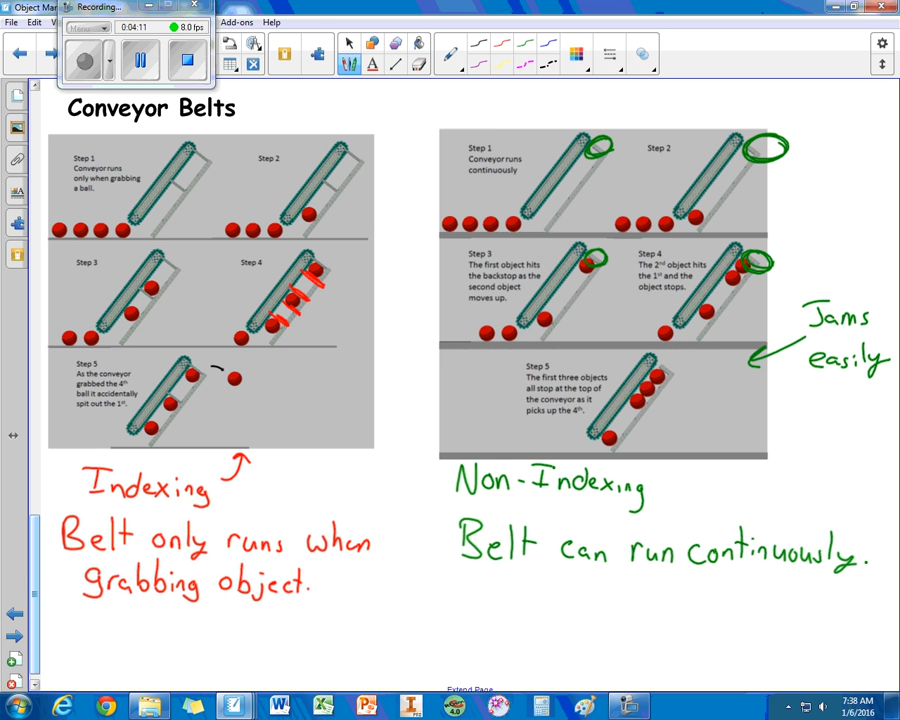 Object Mar
Recording...
Menu
0:04:11
8.0 fps
File
Ed
Add-ons
Help
Conveyor Belts
Step 1
Conveyor runs
only when grabbing
a ball.
Step 2
Step 3
Step 4
Step 5
As the conveyor
grabbed the 4th
ball it accidentally
spit out the 1st.
Indexing
Belt only runs when
grabbing object.
Step 1
Conveyor runs
continuously
Step 2
Step 3
The first object hits
the backstop as the
second object
moves up.
Step 4
The 2nd object hits
the 1st and the
object stops.
Step 5
The first three objects
all stop at the top of
the conveyor as it
picks up the 4th.
Jams
easily
Non-Indexing
Belt can run continuously.
Extend Page
7:38 AM
1/6/2016